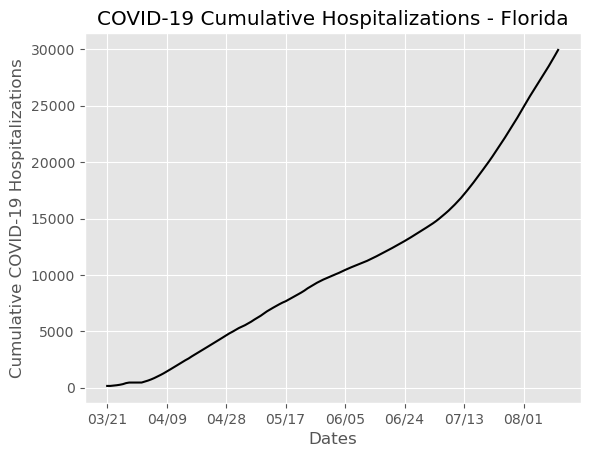 COVID-19 Cumulative Hospitalizations - Florida
Cumulative COVID-19 Hospitalizations
30000
25000
20000
15000
10000
5000
0
03/21 04/09 04/28 05/17 06/05 06/24 07/13 08/01
Dates